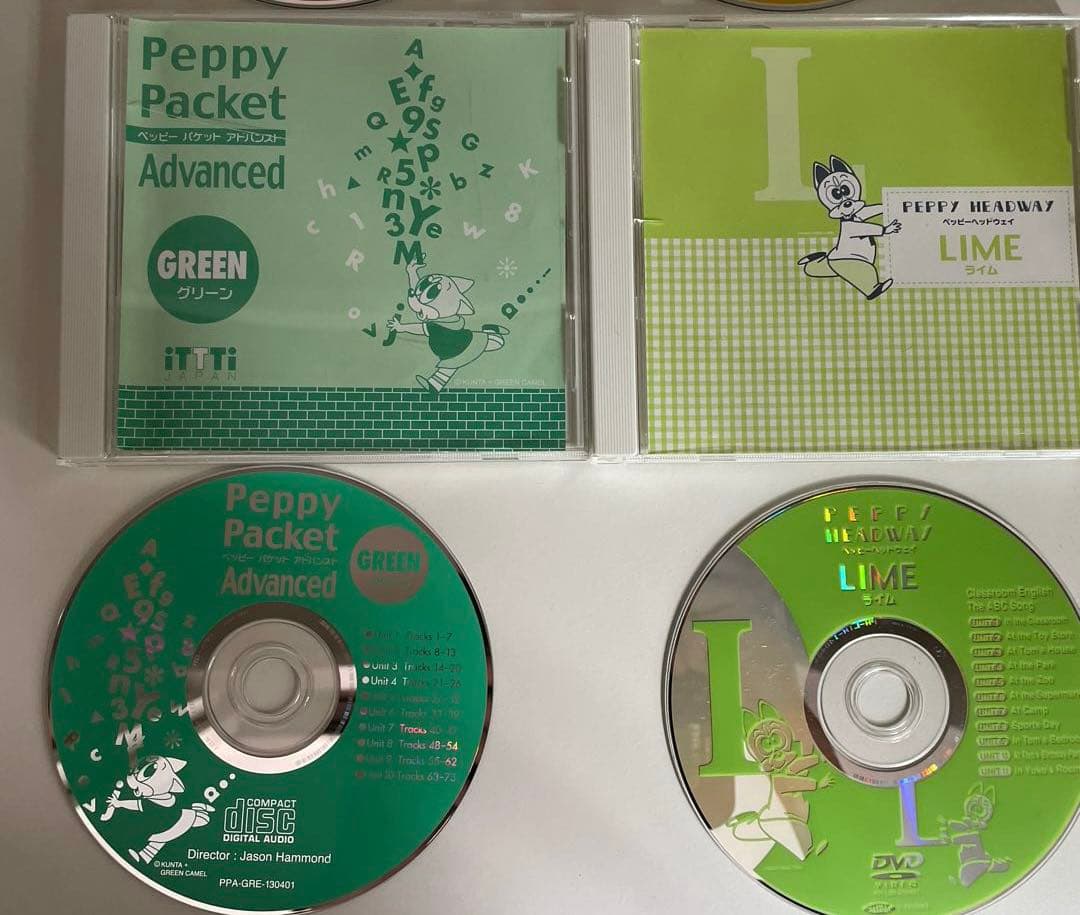 Peppy
Packet
ペッピー パケット アドバンスト
Advanced
GREEN
グリーン
iTTTi
JAPAN
A
E f g
9 s
Q ★ p G
m 5 z
R n * b
h 3 Y K
c 1 M e w 8
R
o v
a
© KUNTA + GREEN CAMEL
L
PEPPY HEADWAY
ペッピーヘッドウェイ
LIME
ライム
Peppy
Packet
ペッピー パケット アドバンスト
Advanced
GREEN
Unit 1 Tracks 1-7
Tracks 8-13
Unit 3 Tracks 14-20
Unit 4 Tracks 21-26
Unit 7 Tracks
Unit 8 Tracks 48-54
Unit 9 Tracks 55-62
Unit 10 Tracks 63-73
COMPACT
disc
DIGITAL AUDIO
Director : Jason Hammond
© KUNTA +
GREEN CAMEL
PPA-GRE-130401
PEPPY
HEADWAY
ペッピーヘッドウェイ
LIME
ライム
Classroom English
The ABC Song
UNIT 1 In the Classroom
UNIT 2 At the Toy Store
UNIT 3 At Tom's House
UNIT 4 At the Park
UNIT 5 At the Zoo
UNIT 6 At the Supermar
UNIT 7 At Camp
UNIT 8 Sports Day
In Tom's Bedroo
UNIT 11 In Yoko's Room
L
L
DVD
VIDEO